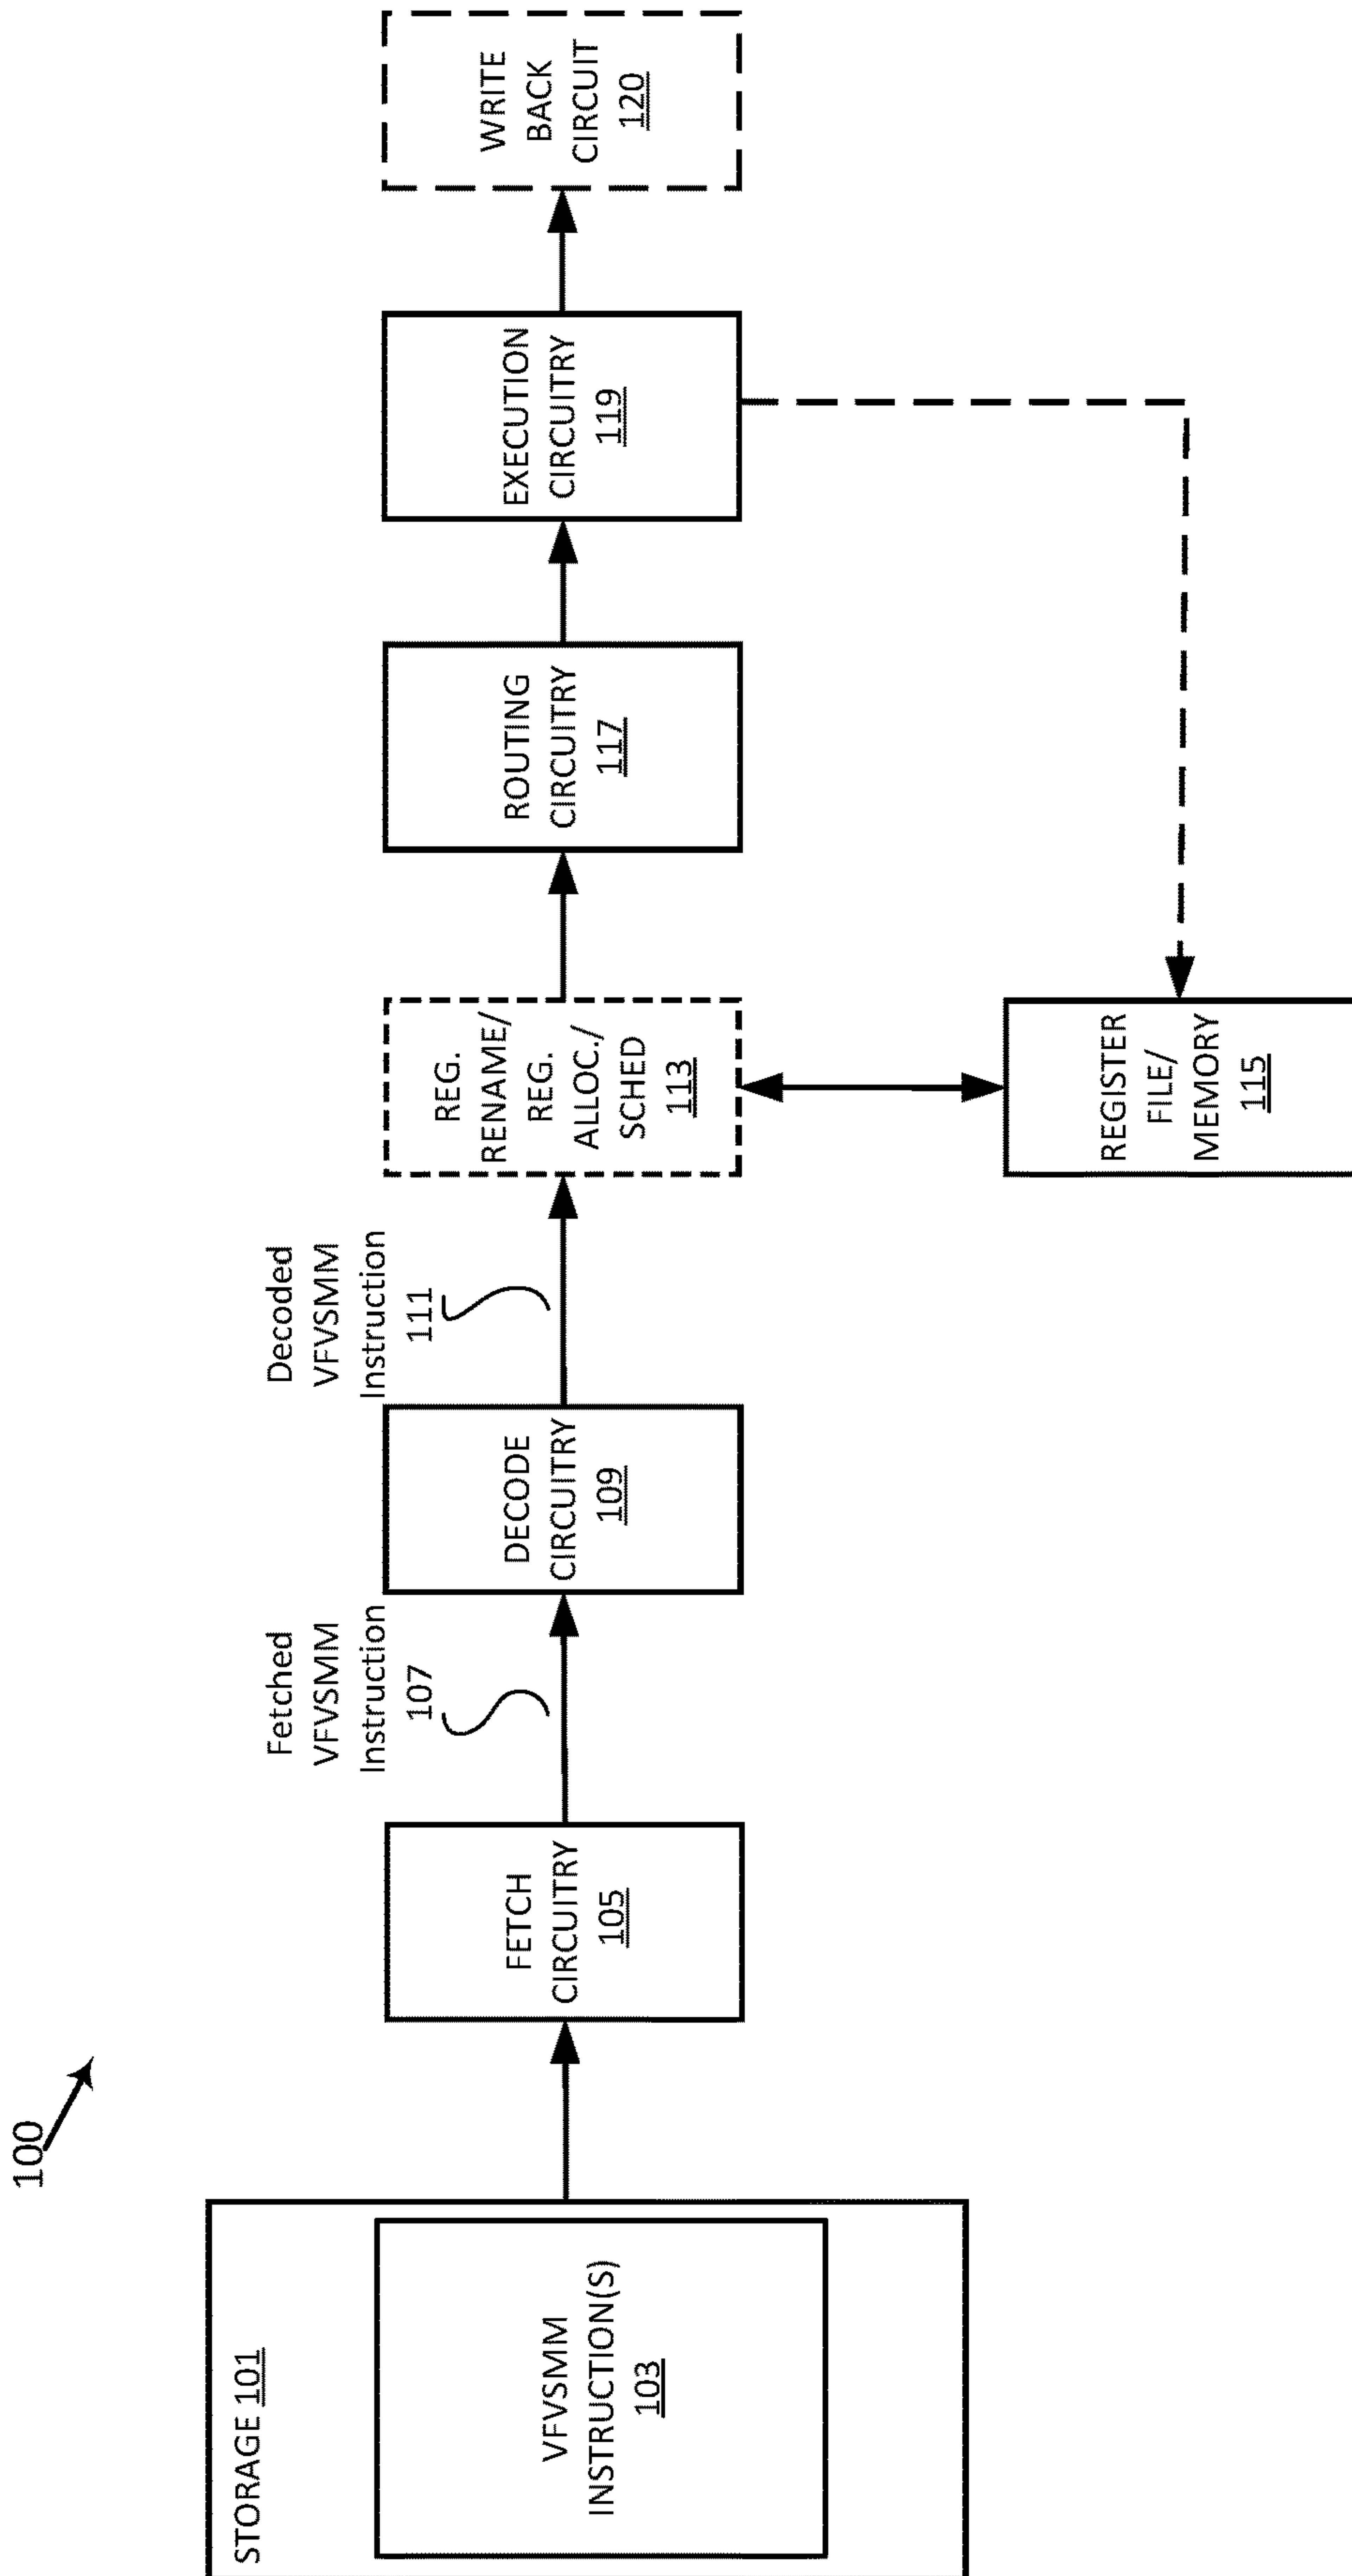 100
STORAGE 101
VFVSMM
INSTRUCTION(S)
103
FETCH
CIRCUITRY
105
Fetched
VFVSMM
Instruction
107
DECODE
CIRCUITRY
109
Decoded
VFVSMM
Instruction
111
REG.
RENAME/
REG.
ALLOC./
SCHED
113
REGISTER
FILE/
MEMORY
115
ROUTING
CIRCUITRY
117
EXECUTION
CIRCUITRY
119
WRITE
BACK
CIRCUIT
120